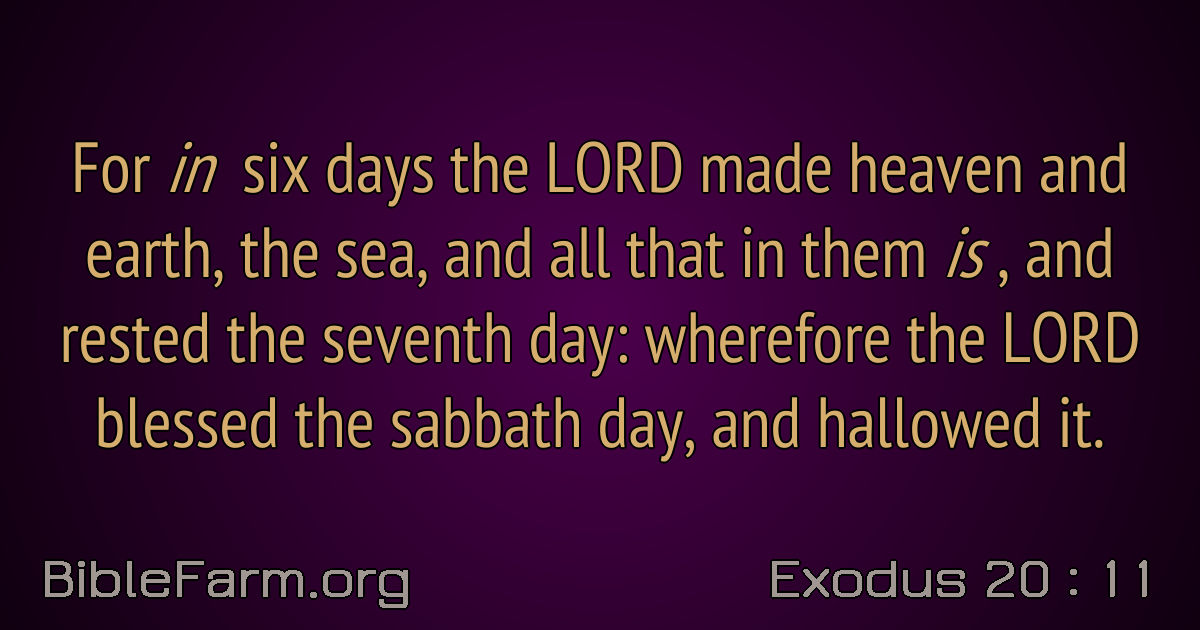 For in six days the LORD made heaven and
earth, the sea, and all that in them is , and
rested the seventh day: wherefore the LORD
blessed the sabbath day, and hallowed it.
BibleFarm.org
Exodus 20 : 11